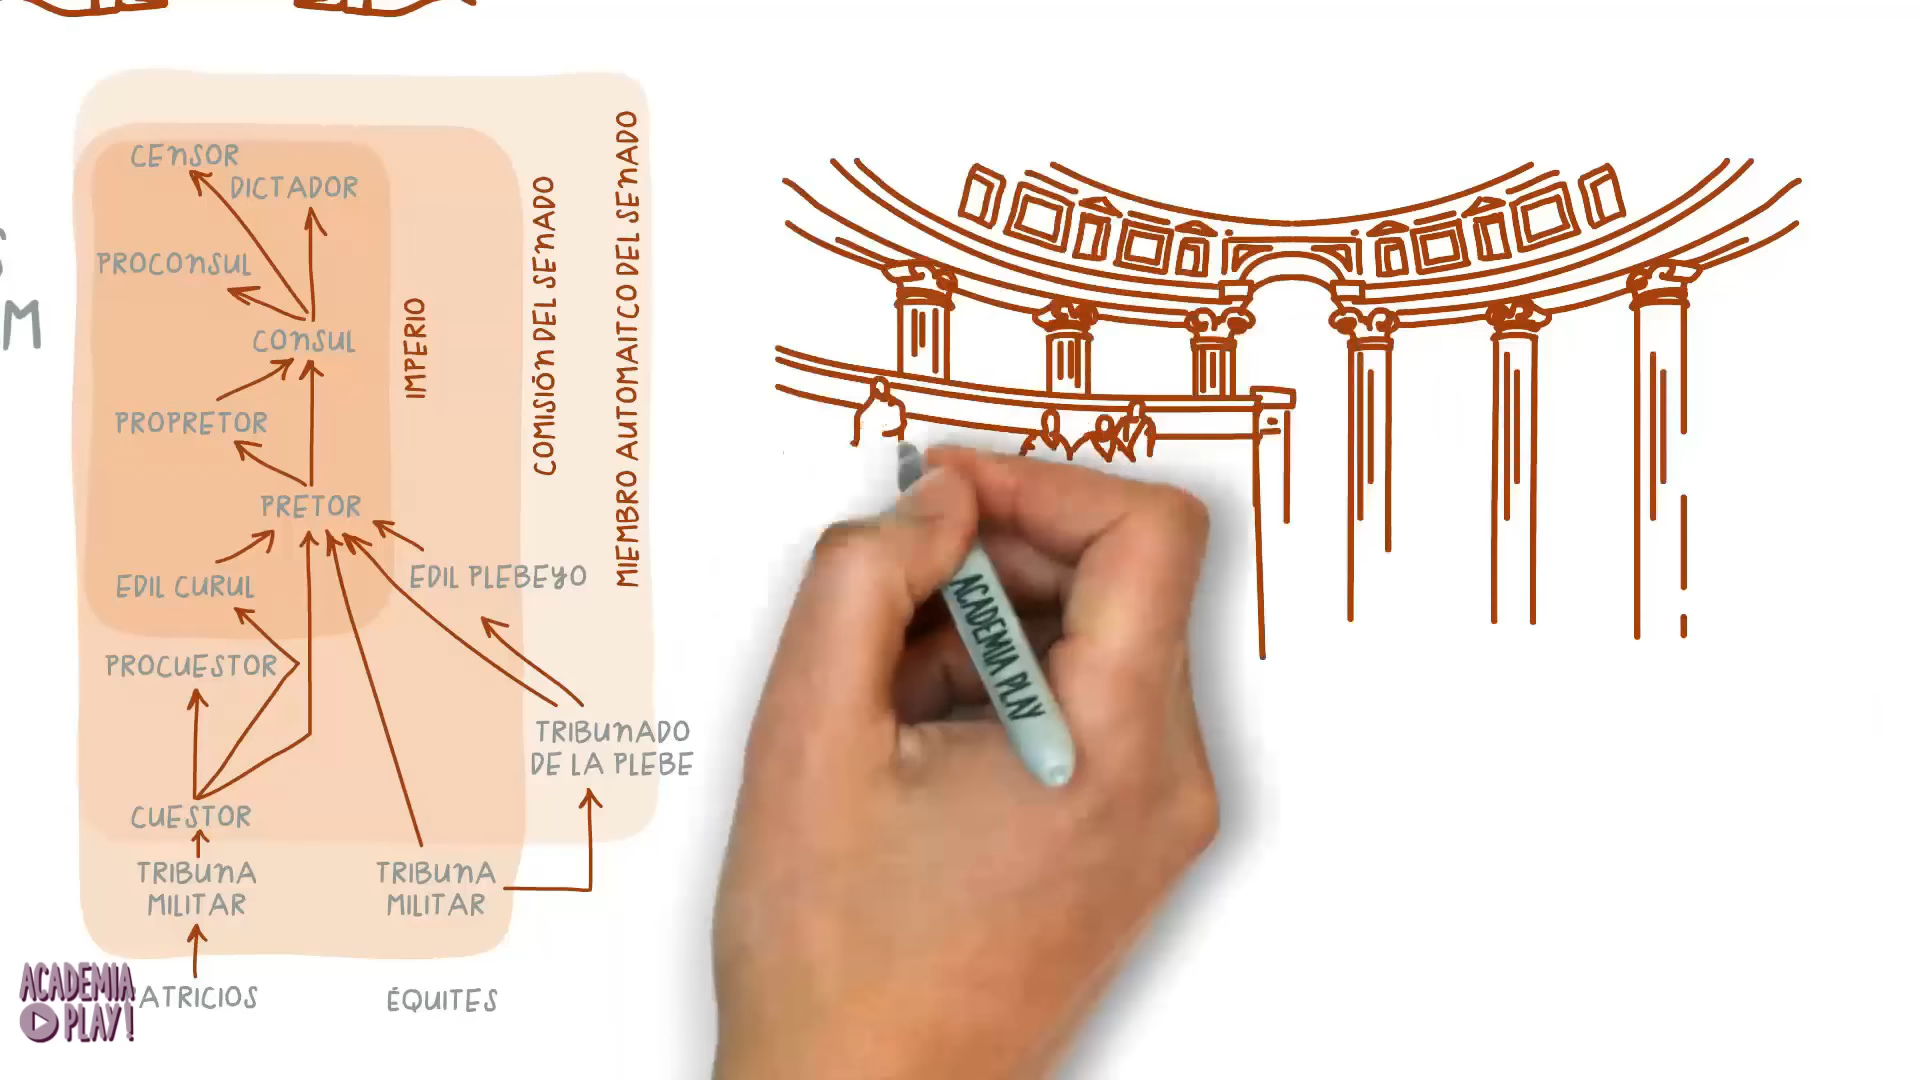 S
M
CENSOR
DICTADOR
PROCONSUL
CONSUL
PROPRETOR
PRETOR
EDIL CURUL
EDIL PLEBEYO
PROCUESTOR
TRIBUNADO
DE LA PLEBE
CUESTOR
TRIBUNA
MILITAR
TRIBUNA
MILITAR
ATRICIOS
ÉQUITES
IMPERIO
COMISIÓN DEL SENADO
MIEMBRO AUTOMAITCO DEL SENADO
ACADEMIA PLAY
ACADEMIA
PLAY!